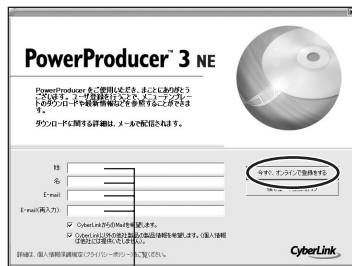 PowerProducer™ 3 NE
PowerProducer をご使用いただき、まことにありがとう
ございます。ユーザ登録を行うことで、メニューテンプレー
トのダウンロードや最新情報などを参照することができま
す。
ダウンロードに関する詳細は、メールで配信されます。
姓:
名:
E-mail:
E-mail(再入力):
今すぐ、オンラインで登録をする
CyberLinkからのMailを希望します。
CyberLink以外の他社製品の製品情報を希望します。(個人情報
は他社には提供いたしません)。
詳細は、個人情報保護規定(プライバシーポリシー)をご覧ください。
CyberLink